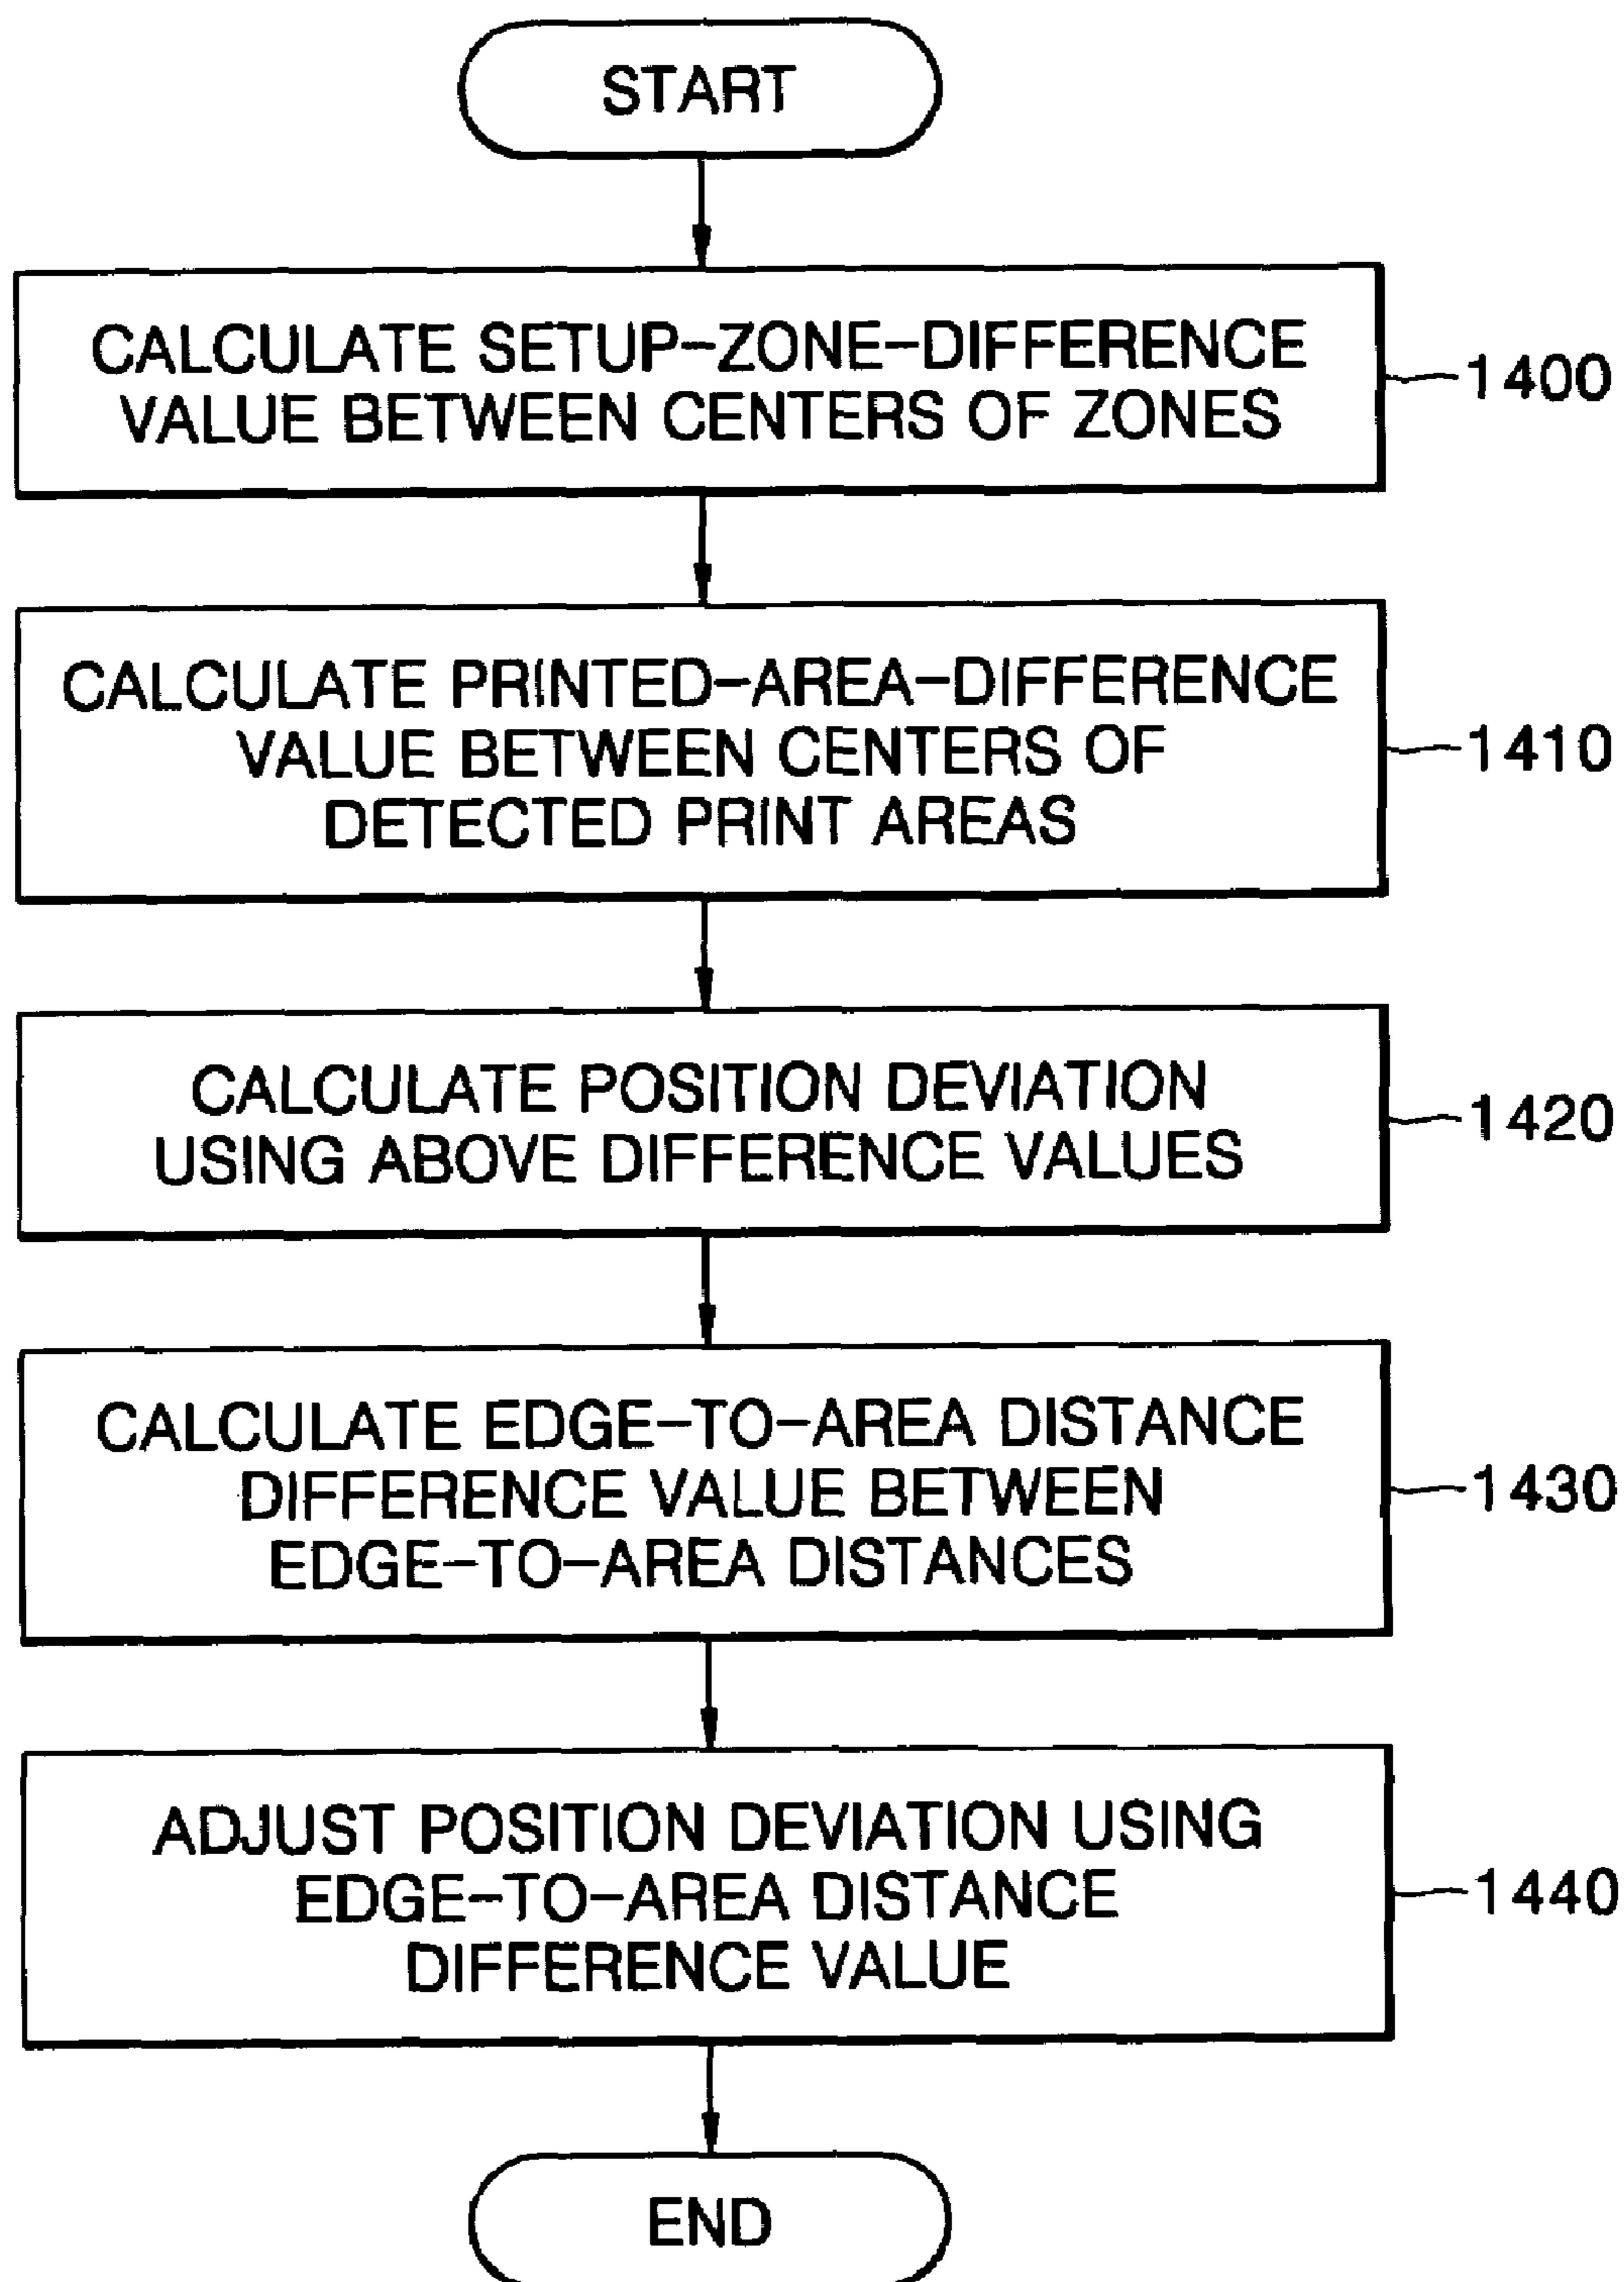 START
CALCULATE SETUP-ZONE-DIFFERENCE
VALUE BETWEEN CENTERS OF ZONES
1400
CALCULATE PRINTED-AREA-DIFFERENCE
VALUE BETWEEN CENTERS OF
DETECTED PRINT AREAS
1410
CALCULATE POSITION DEVIATION
USING ABOVE DIFFERENCE VALUES
1420
CALCULATE EDGE-TO-AREA DISTANCE
DIFFERENCE VALUE BETWEEN
EDGE-TO-AREA DISTANCES
1430
ADJUST POSITION DEVIATION USING
EDGE-TO-AREA DISTANCE
DIFFERENCE VALUE
1440
END